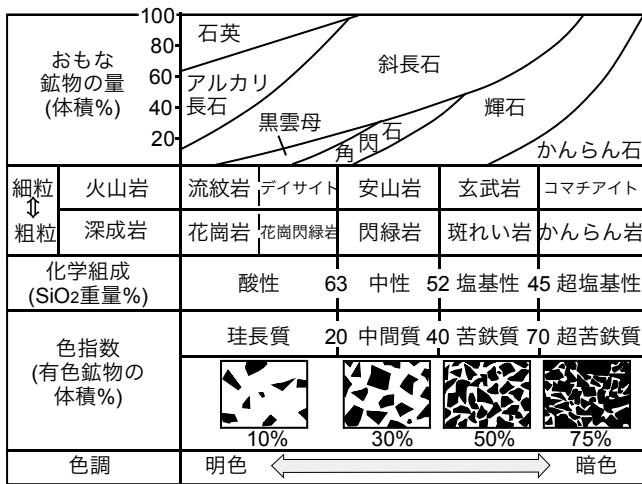 おもな
鉱物の量
(体積%)
100
80
60
40
20
石英
アルカリ
長石
斜長石
黒雲母
角閃石
輝石
かんらん石
細粒
⇕
粗粒
火山岩 流紋岩 デイサイト 安山岩 玄武岩 コマチアイト
深成岩 花崗岩 花崗閃緑岩 閃緑岩 斑れい岩 かんらん岩
化学組成
(SiO2重量%)
酸性 63 中性 52 塩基性 45 超塩基性
色指数
(有色鉱物の
体積%)
珪長質 20 中間質 40 苦鉄質 70 超苦鉄質
10% 30% 50% 75%
色調 明色 暗色